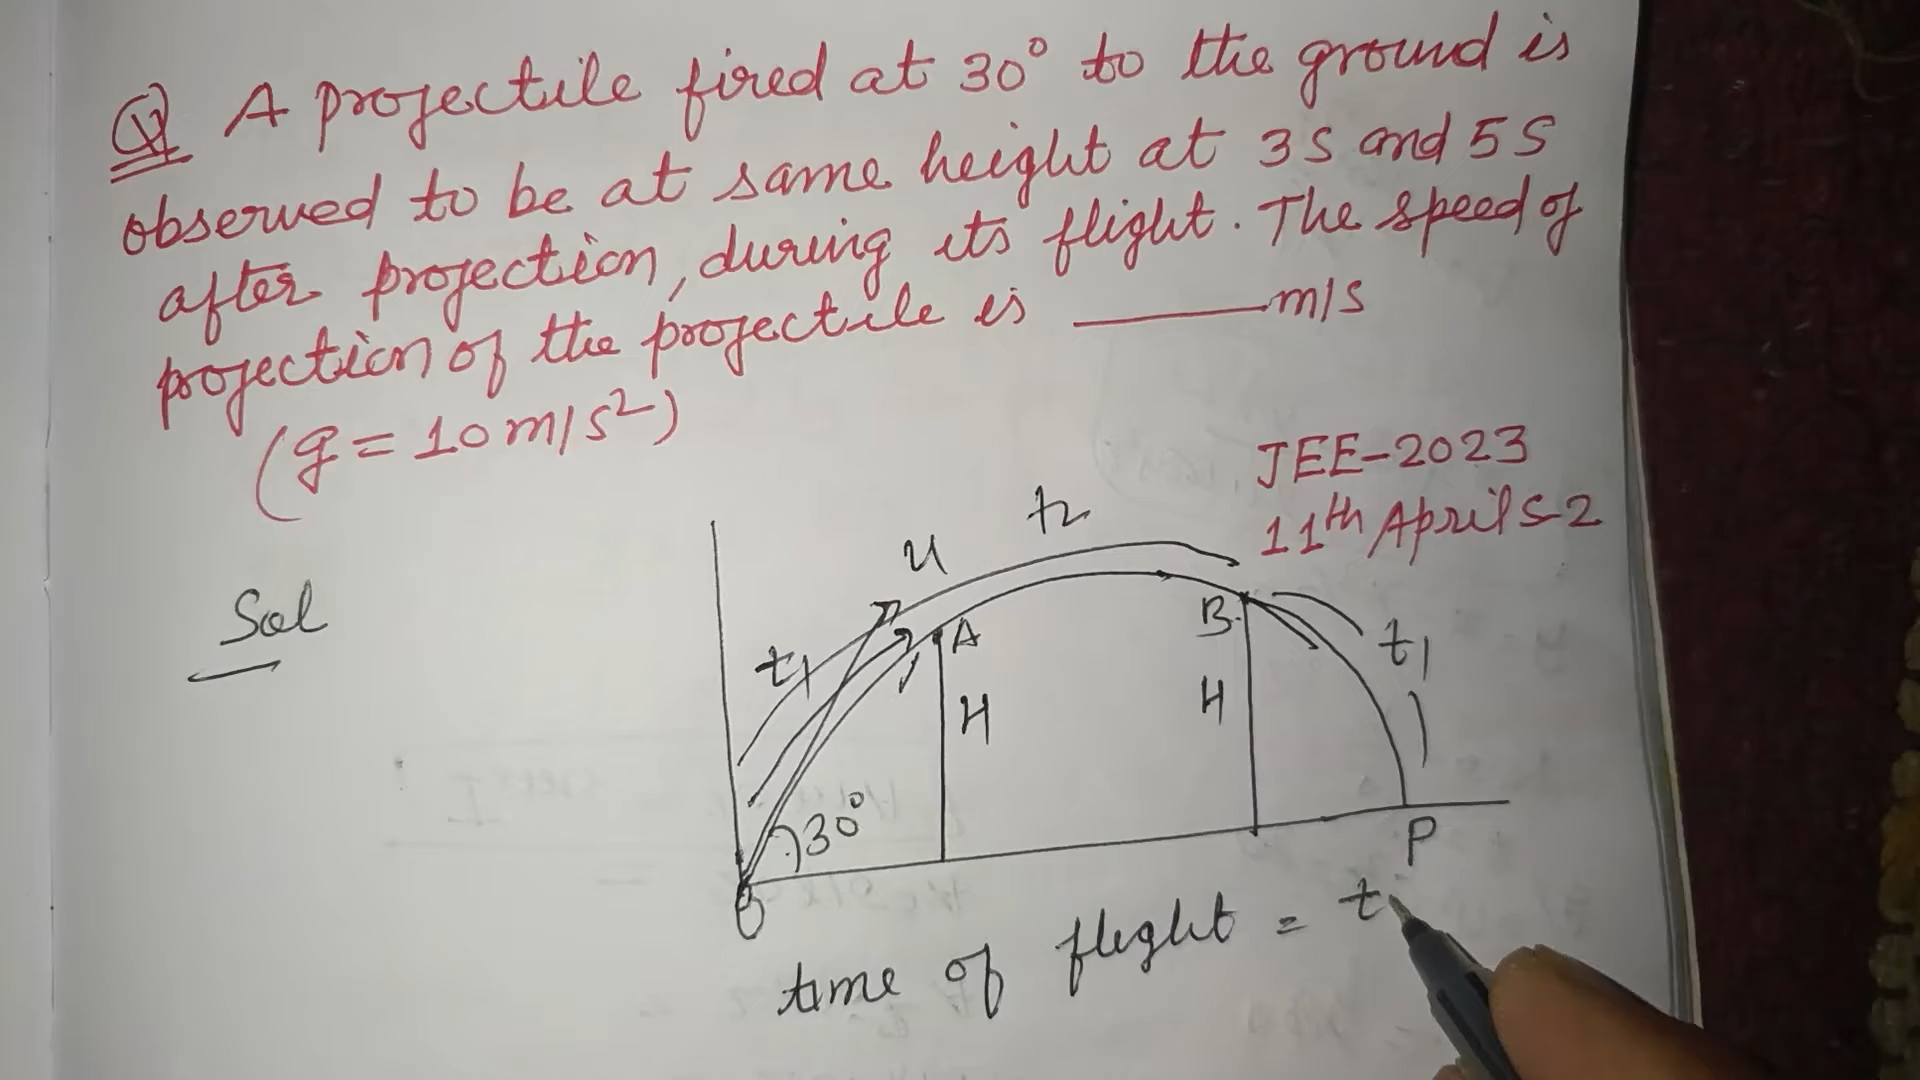 Q A projectile fired at 30° to the ground is
observed to be at same height at 3S and 5S
after projection, during its flight. The speed of
projection of the projectile is ______ m/s
(g = 10 m/s²)
JEE-2023
11th April S-2
Sol
t2
u
t1
A
B
t1
H
H
30°
O
P
time of flight = t